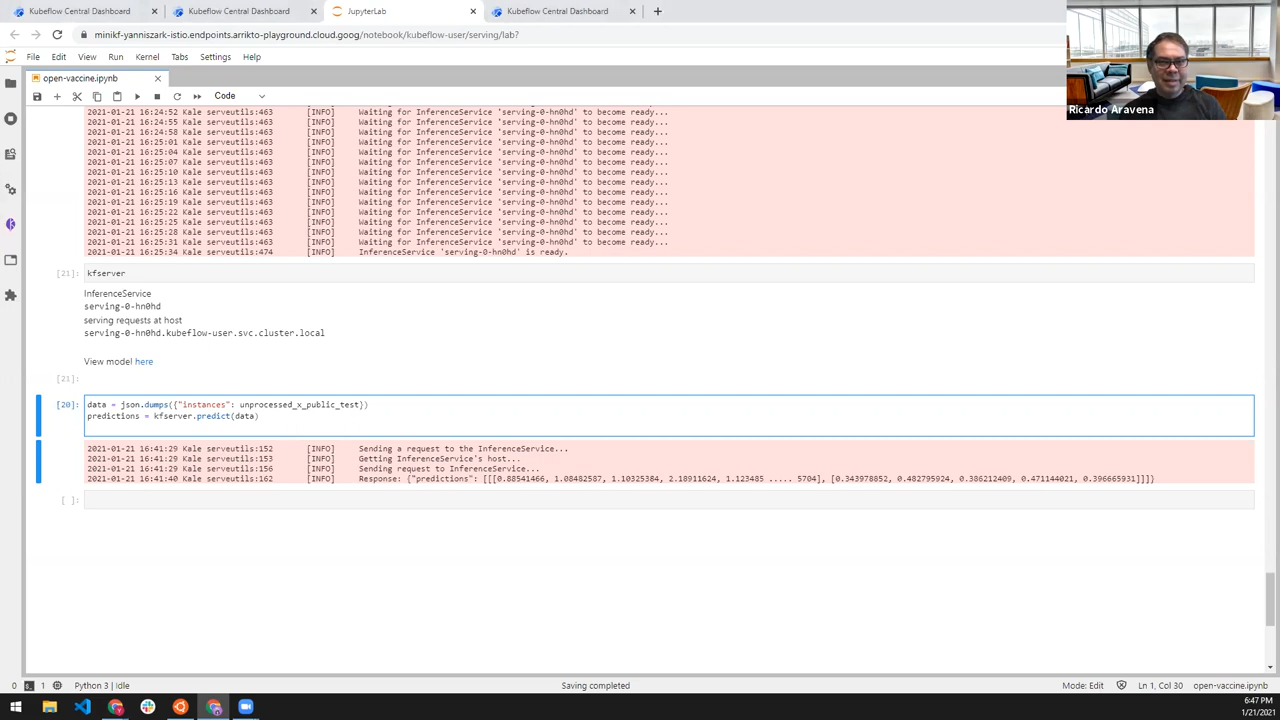 Kubeflow Central Dashboard
Kubeflow Central Dashboard
JupyterLab
Kubeflow Central Dashboard
minikf-yanniszark-istio.endpoints.arrikto-playground.cloud.goog/notebook/kubeflow-user/serving/lab?
File Edit View Run Kernel Tabs Settings Help
open-vaccine.ipynb
Code
2021-01-21 16:24:52 Kale serveutils:463 [INFO] Waiting for InferenceService 'serving-0-hn0hd' to become ready...
2021-01-21 16:24:55 Kale serveutils:463 [INFO] Waiting for InferenceService 'serving-0-hn0hd' to become ready...
2021-01-21 16:24:58 Kale serveutils:463 [INFO] Waiting for InferenceService 'serving-0-hn0hd' to become ready...
2021-01-21 16:25:01 Kale serveutils:463 [INFO] Waiting for InferenceService 'serving-0-hn0hd' to become ready...
2021-01-21 16:25:04 Kale serveutils:463 [INFO] Waiting for InferenceService 'serving-0-hn0hd' to become ready...
2021-01-21 16:25:07 Kale serveutils:463 [INFO] Waiting for InferenceService 'serving-0-hn0hd' to become ready...
2021-01-21 16:25:10 Kale serveutils:463 [INFO] Waiting for InferenceService 'serving-0-hn0hd' to become ready...
2021-01-21 16:25:13 Kale serveutils:463 [INFO] Waiting for InferenceService 'serving-0-hn0hd' to become ready...
2021-01-21 16:25:16 Kale serveutils:463 [INFO] Waiting for InferenceService 'serving-0-hn0hd' to become ready...
2021-01-21 16:25:19 Kale serveutils:463 [INFO] Waiting for InferenceService 'serving-0-hn0hd' to become ready...
2021-01-21 16:25:22 Kale serveutils:463 [INFO] Waiting for InferenceService 'serving-0-hn0hd' to become ready...
2021-01-21 16:25:25 Kale serveutils:463 [INFO] Waiting for InferenceService 'serving-0-hn0hd' to become ready...
2021-01-21 16:25:28 Kale serveutils:463 [INFO] Waiting for InferenceService 'serving-0-hn0hd' to become ready...
2021-01-21 16:25:31 Kale serveutils:463 [INFO] Waiting for InferenceService 'serving-0-hn0hd' to become ready...
2021-01-21 16:25:34 Kale serveutils:474 [INFO] InferenceService 'serving-0-hn0hd' is ready.
[21]: kfserver
InferenceService
serving-0-hn0hd
serving requests at host
serving-0-hn0hd.kubeflow-user.svc.cluster.local
View model here
[21]:
[20]: data = json.dumps({"instances": unprocessed_x_public_test})
predictions = kfserver.predict(data)
2021-01-21 16:41:29 Kale serveutils:152 [INFO] Sending a request to the InferenceService...
2021-01-21 16:41:29 Kale serveutils:153 [INFO] Getting InferenceService's host...
2021-01-21 16:41:29 Kale serveutils:156 [INFO] Sending request to InferenceService...
2021-01-21 16:41:40 Kale serveutils:162 [INFO] Response: {"predictions": [[[0.88541466, 1.08482587, 1.10325384, 2.18911624, 1.123485 ..... 5704], [0.343978852, 0.482795924, 0.386212409, 0.471144021, 0.396665931]]]}
[ ]:
Ricardo Aravena
0 1 Python 3 | Idle Saving completed Mode: Edit Ln 1, Col 30 open-vaccine.ipynb
6:47 PM
1/21/2021